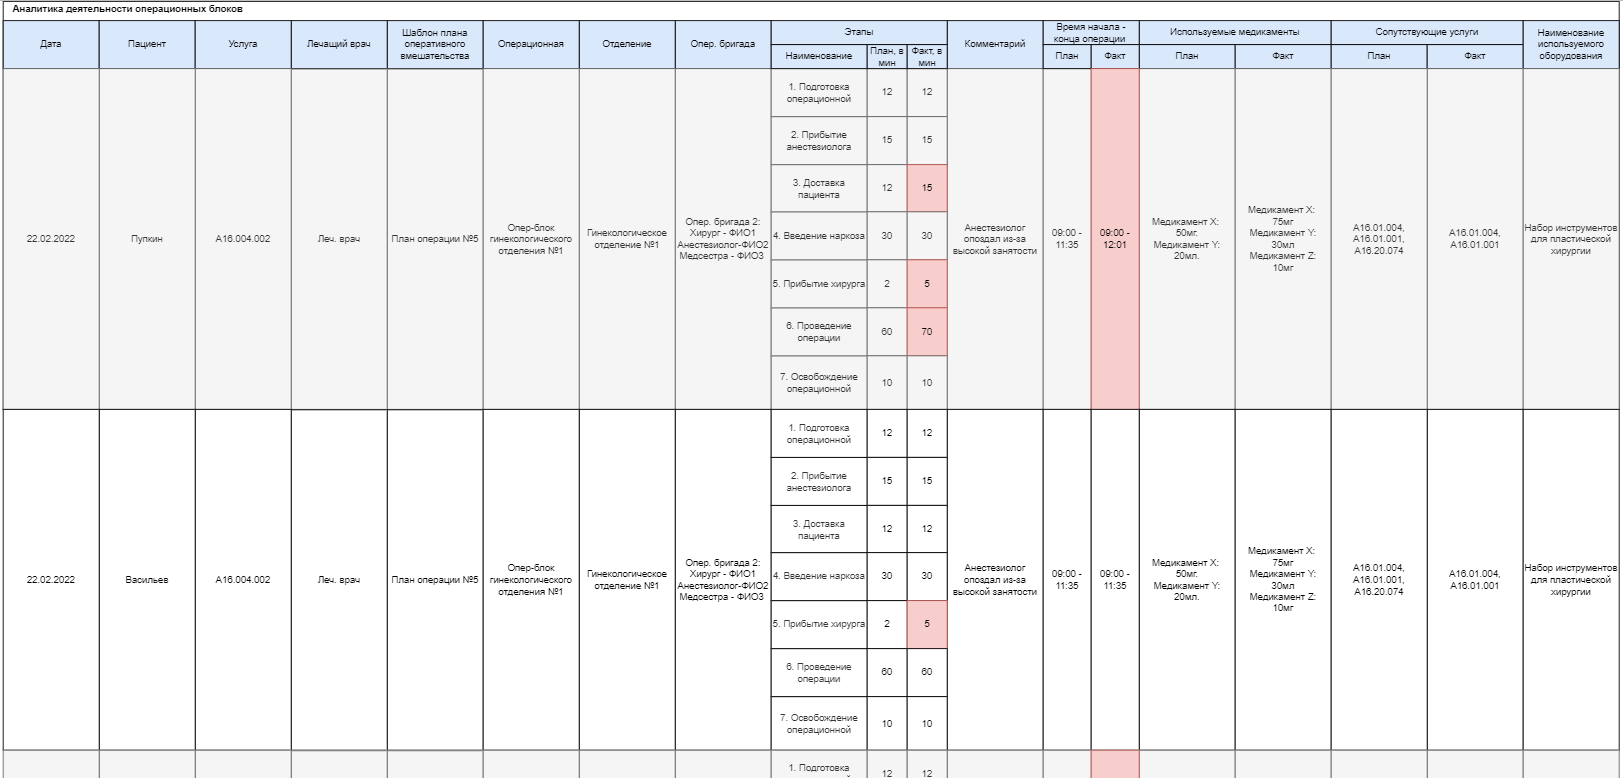 Аналитика деятельности операционных блоков
Дата
Пациент
Услуга
Лечащий врач
Шаблон плана
оперативного
вмешательства
Операционная
Отделение
Опер. бригада
Этапы
Наименование
План, в
мин
Факт, в
мин
Комментарий
Время начала -
конца операции
План
Факт
Используемые медикаменты
План
Факт
Сопутствующие услуги
План
Факт
Наименование
используемого
оборудования
22.02.2022
Пупкин
А16.004.002
Леч. врач
План операции №5
Опер-блок
гинекологического
отделения №1
Гинекологическое
отделение №1
Опер. бригада 2:
Хирург - ФИО1
Анестезиолог-ФИО2
Медсестра - ФИО3
1. Подготовка
операционной
12
12
2. Прибытие
анестезиолога
15
15
3. Доставка
пациента
12
15
4. Введение наркоза
30
30
5. Прибытие хирурга
2
5
6. Проведение
операции
60
70
7. Освобождение
операционной
10
10
Анестезиолог
опоздал из-за
высокой занятости
09:00 -
11:35
09:00 -
12:01
Медикамент X:
50мг.
Медикамент Y:
20мл.
Медикамент X:
75мг
Медикамент Y:
30мл
Медикамент Z:
10мг
А16.01.004,
А16.01.001,
А16.20.074
А16.01.004,
А16.01.001
Набор инструментов
для пластической
хирургии
22.02.2022
Васильев
А16.004.002
Леч. врач
План операции №5
Опер-блок
гинекологического
отделения №1
Гинекологическое
отделение №1
Опер. бригада 2:
Хирург - ФИО1
Анестезиолог-ФИО2
Медсестра - ФИО3
1. Подготовка
операционной
12
12
2. Прибытие
анестезиолога
15
15
3. Доставка
пациента
12
12
4. Введение наркоза
30
30
5. Прибытие хирурга
2
5
6. Проведение
операции
60
60
7. Освобождение
операционной
10
10
Анестезиолог
опоздал из-за
высокой занятости
09:00 -
11:35
09:00 -
11:35
Медикамент X:
50мг.
Медикамент Y:
20мл.
Медикамент X:
75мг
Медикамент Y:
30мл
Медикамент Z:
10мг
А16.01.004,
А16.01.001,
А16.20.074
А16.01.004,
А16.01.001
Набор инструментов
для пластической
хирургии
1. Подготовка
12
12